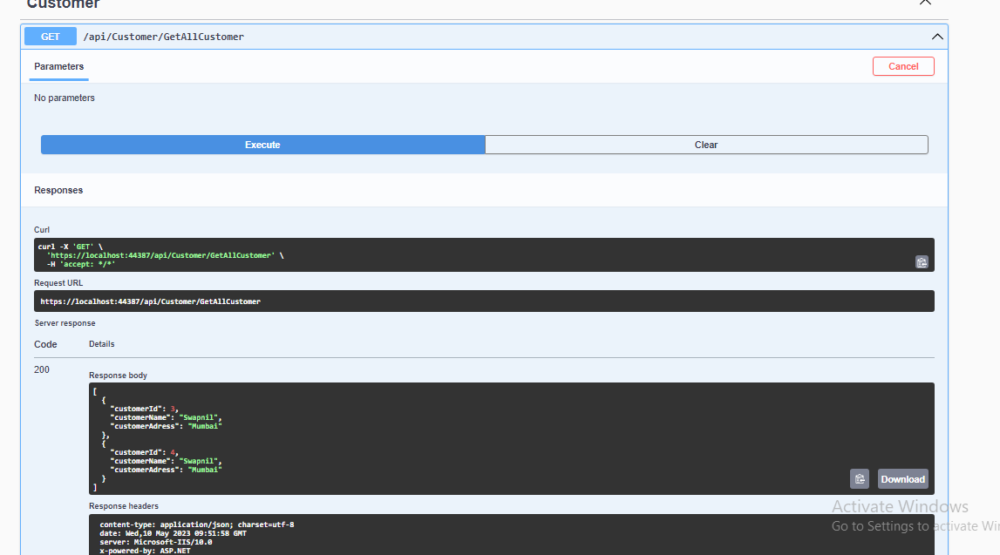 Customer
GET /api/Customer/GetAllCustomer
Parameters Cancel
No parameters
Execute Clear
Responses
Curl
curl -X 'GET' \
'https://localhost:44387/api/Customer/GetAllCustomer' \
-H 'accept: */*'
Request URL
https://localhost:44387/api/Customer/GetAllCustomer
Server response
Code Details
200
Response body
[
{
"customerId": 3,
"customerName": "Swapnil",
"customerAdress": "Mumbai"
},
{
"customerId": 4,
"customerName": "Swapnil",
"customerAdress": "Mumbai"
}
]
Download
Response headers
content-type: application/json; charset=utf-8
date: Wed,10 May 2023 09:51:58 GMT
server: Microsoft-IIS/10.0
x-powered-by: ASP.NET
Activate Windows
Go to Settings to activate Wi